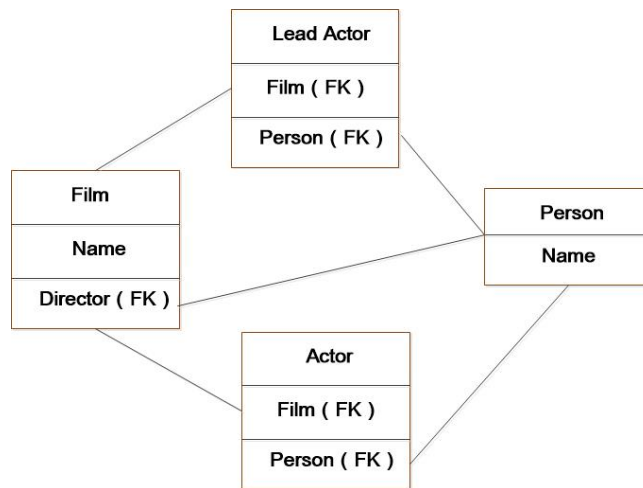 Lead Actor
Film ( FK )
Person ( FK )
Film
Name
Director ( FK )
Person
Name
Actor
Film ( FK )
Person ( FK )